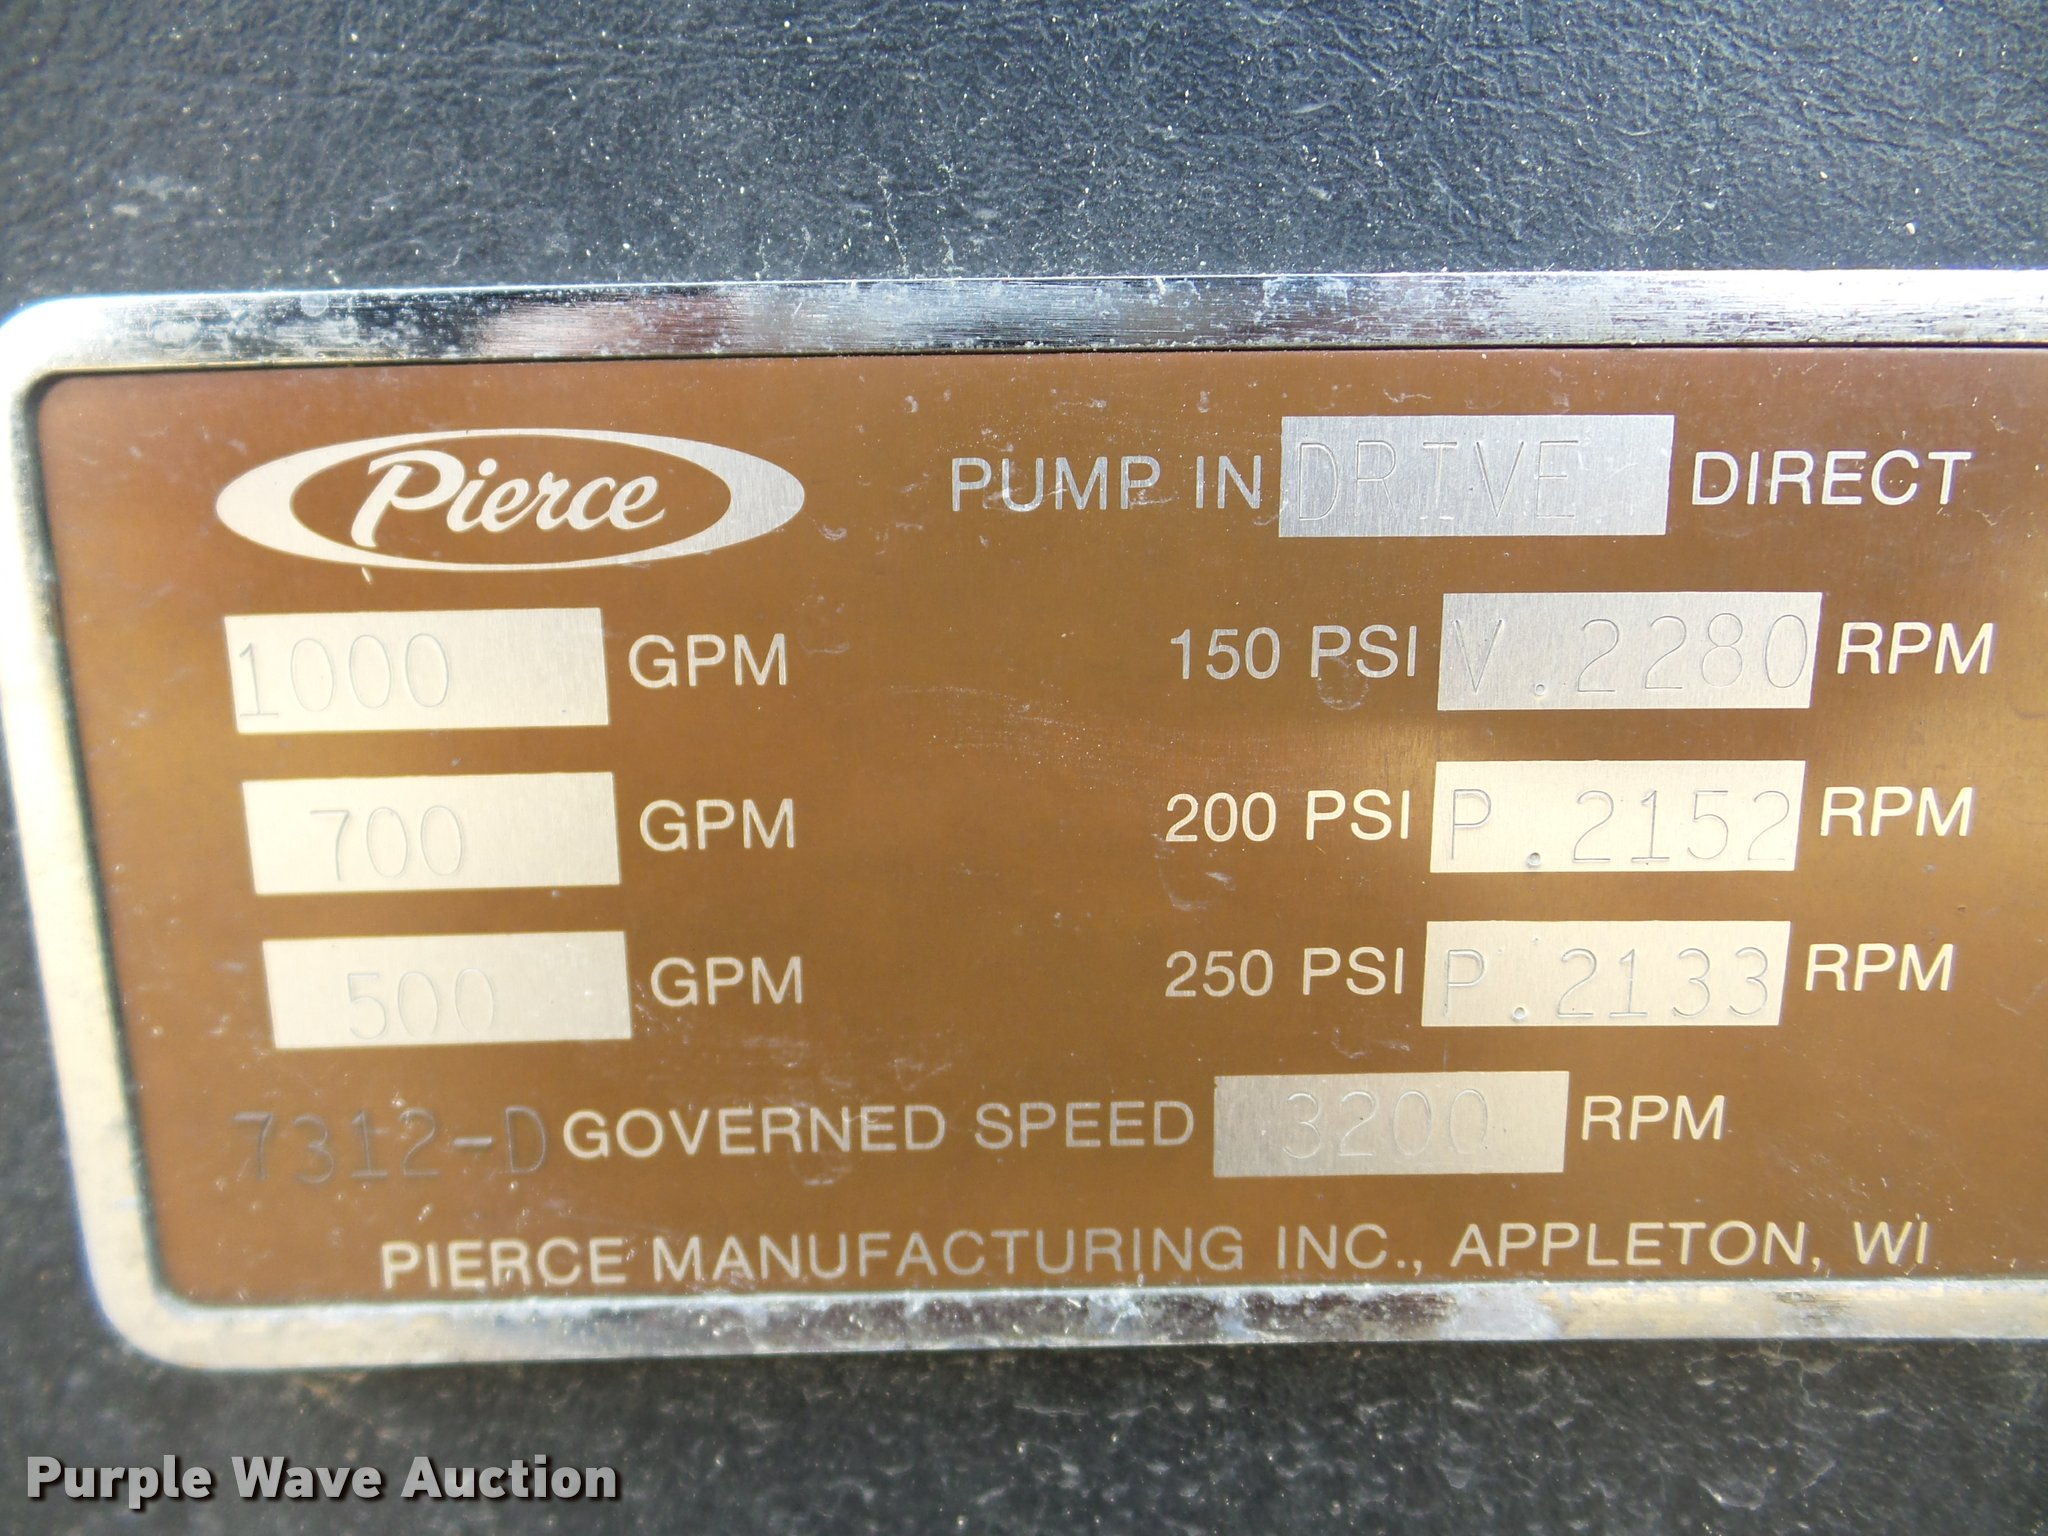 Pierce PUMP IN DRIVE DIRECT
1000 GPM 150 PSI V.2280 RPM
700 GPM 200 PSI P.2152 RPM
500 GPM 250 PSI P.2133 RPM
7312-D GOVERNED SPEED 3200 RPM
PIERCE MANUFACTURING INC., APPLETON, WI
Purple Wave Auction